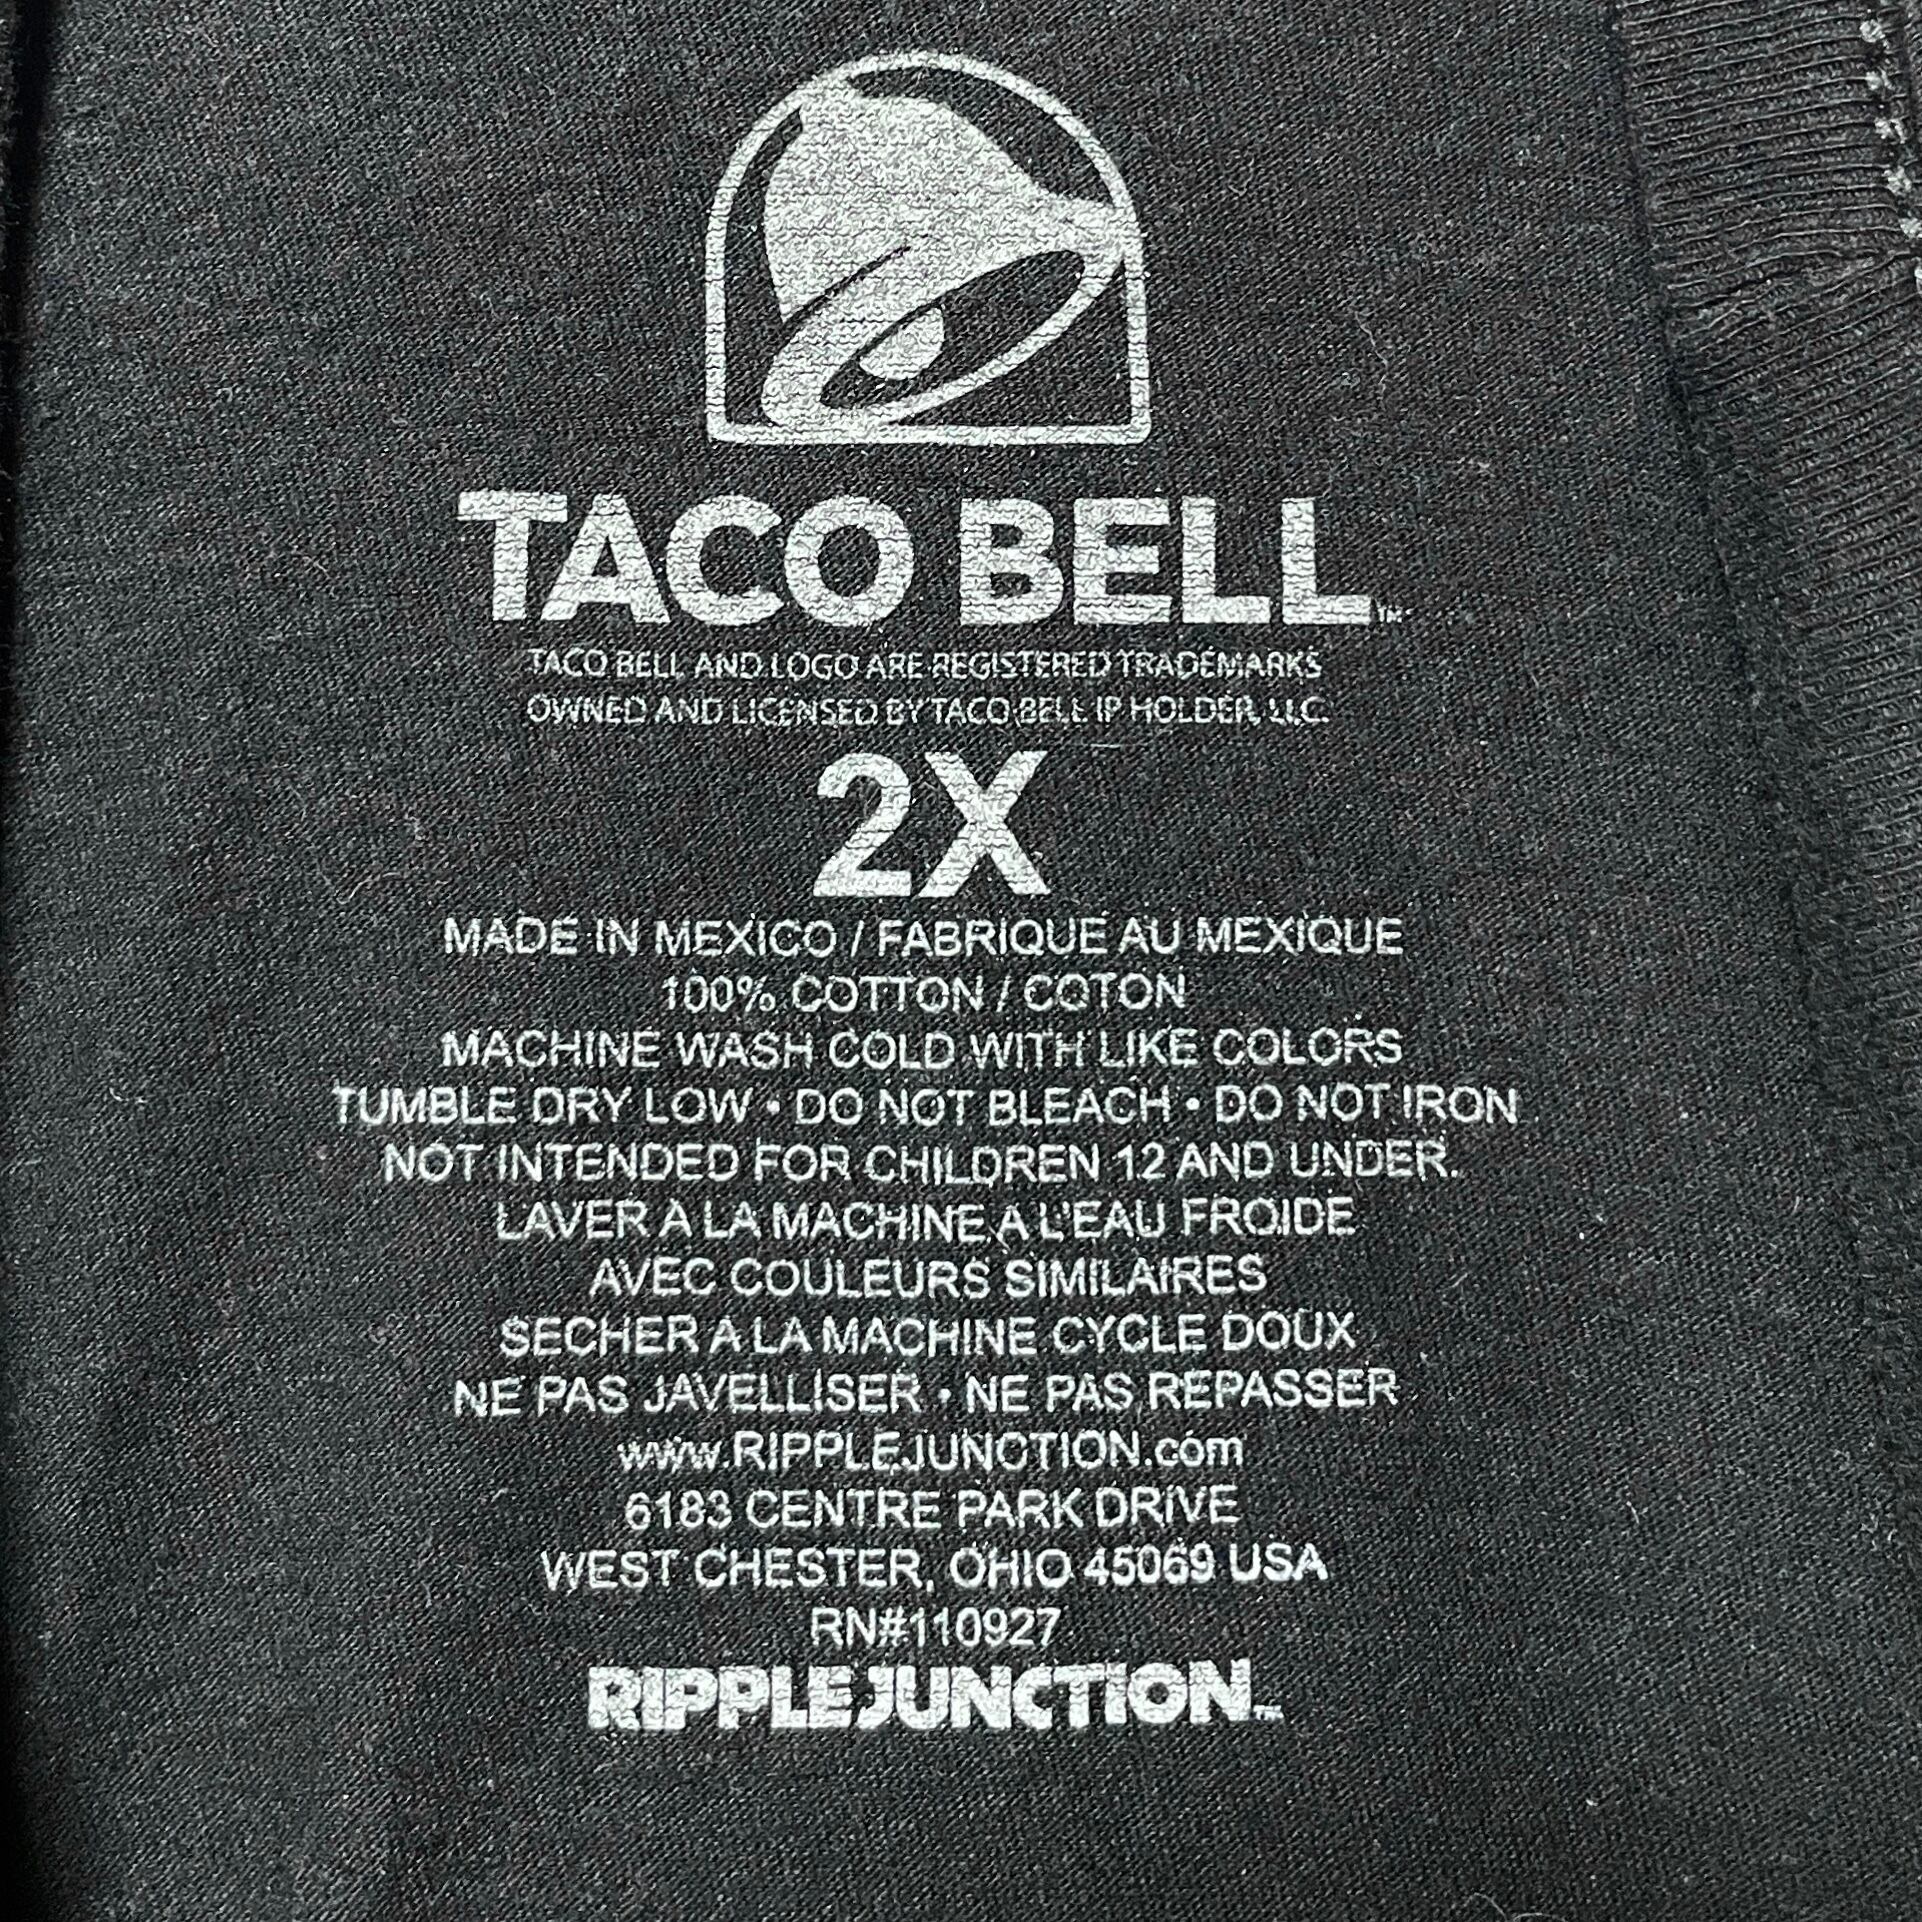 TACO BELL™
TACO BELL AND LOGO ARE REGISTERED TRADEMARKS
OWNED AND LICENSED BY TACO BELL IP HOLDER, LLC.
2X
MADE IN MEXICO / FABRIQUE AU MEXIQUE
100% COTTON / COTON
MACHINE WASH COLD WITH LIKE COLORS
TUMBLE DRY LOW • DO NOT BLEACH • DO NOT IRON
NOT INTENDED FOR CHILDREN 12 AND UNDER.
LAVER A LA MACHINE A L'EAU FROIDE
AVEC COULEURS SIMILAIRES
SECHER A LA MACHINE CYCLE DOUX
NE PAS JAVELLISER • NE PAS REPASSER
www.RIPPLEJUNCTION.com
6183 CENTRE PARK DRIVE
WEST CHESTER, OHIO 45069 USA
RN#110927
RIPPLE JUNCTION™